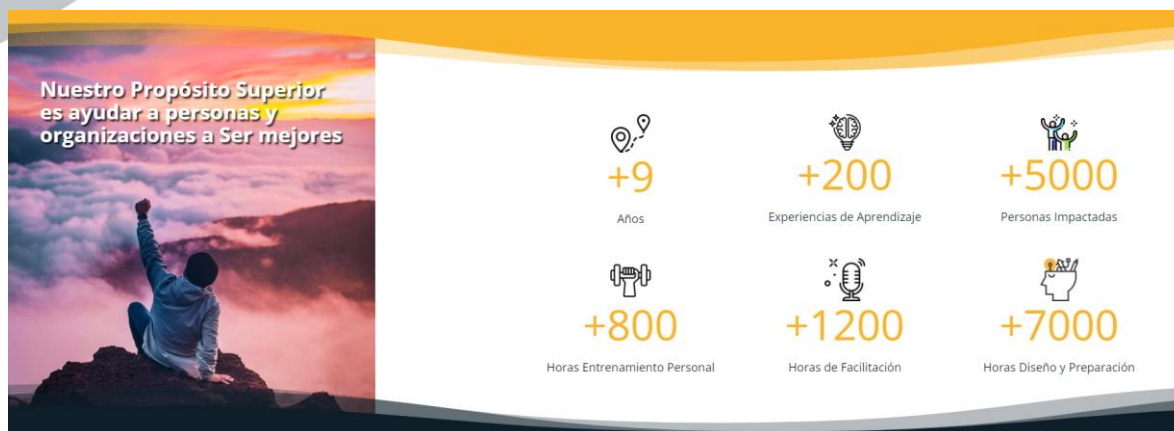 Nuestro Propósito Superior
es ayudar a personas y
organizaciones a Ser mejores
+9
Años
+200
Experiencias de Aprendizaje
+5000
Personas Impactadas
+800
Horas Entrenamiento Personal
+1200
Horas de Facilitación
+7000
Horas Diseño y Preparación